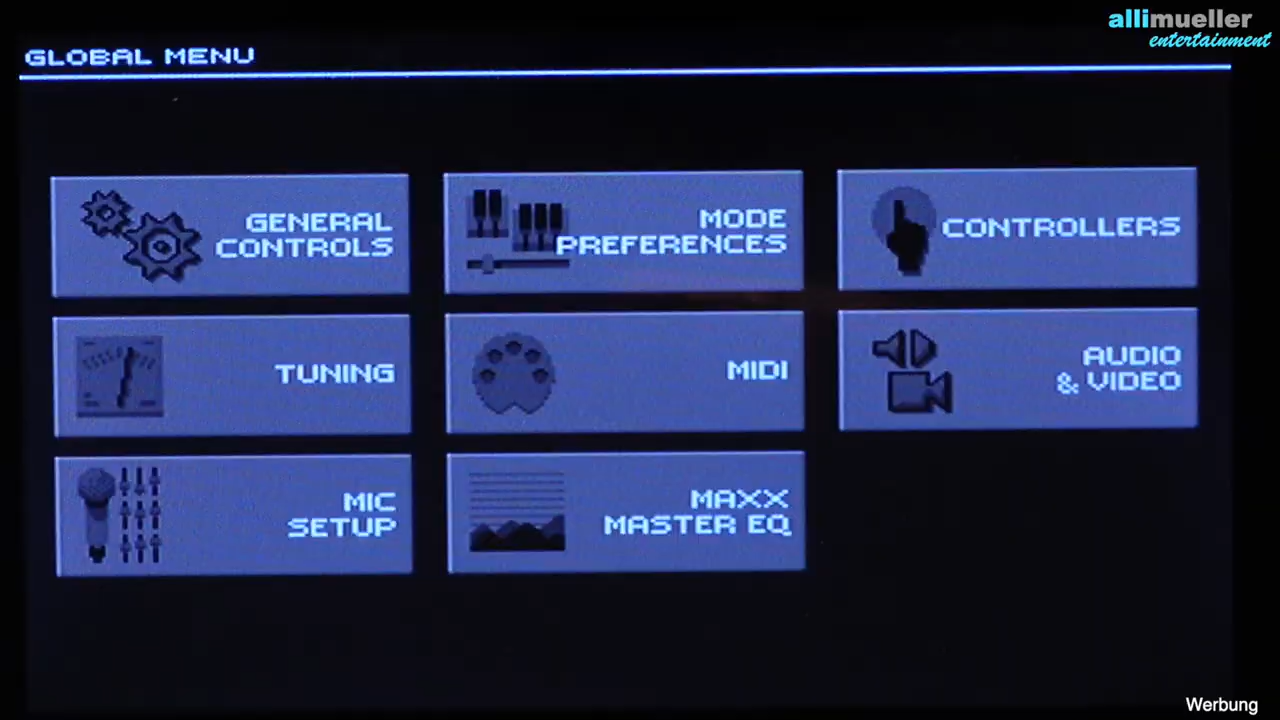 allimueller
entertainment
GLOBAL MENU
GENERAL
CONTROLS
MODE
PREFERENCES
CONTROLLERS
TUNING
MIDI
AUDIO
& VIDEO
MIC
SETUP
MAXX
MASTER EQ
Werbung